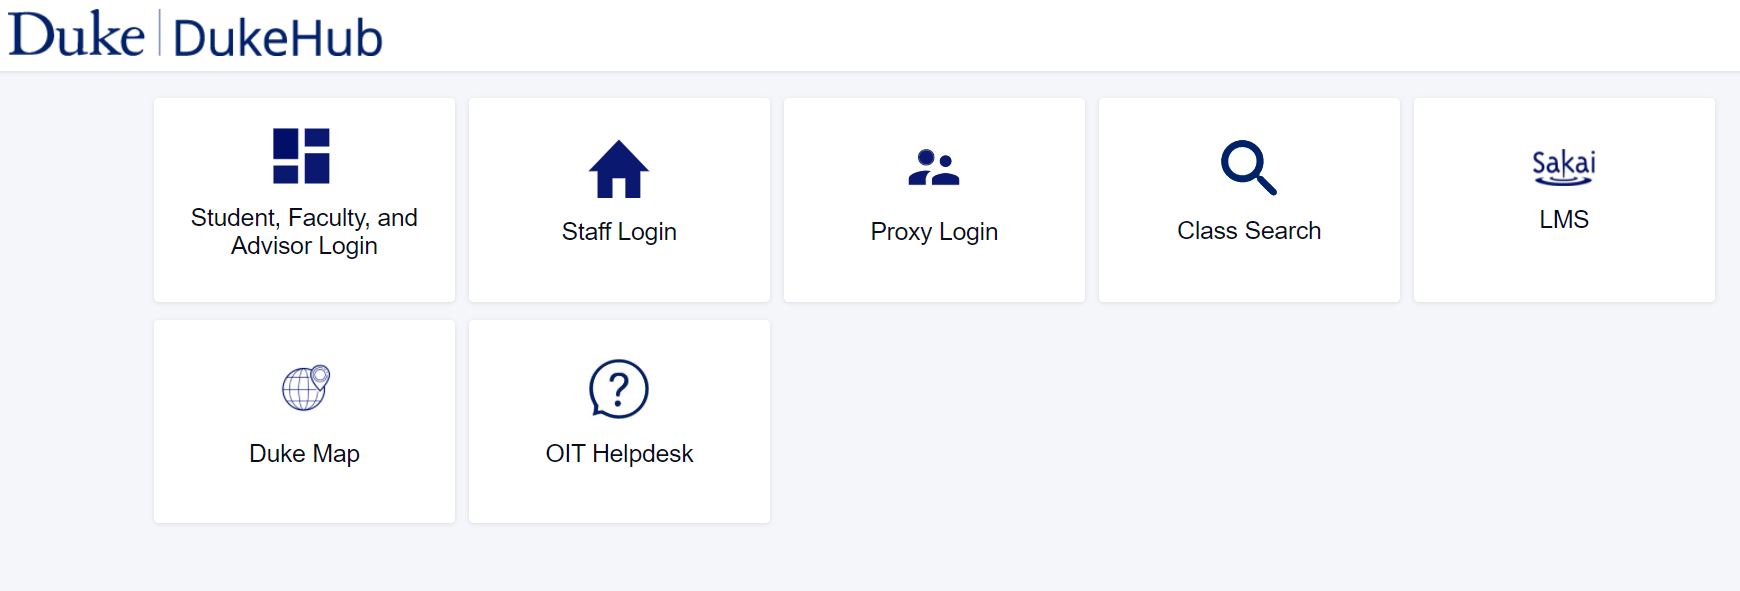 Duke | DukeHub
Student, Faculty, and
Advisor Login
Staff Login
Proxy Login
Class Search
Sakai
LMS
Duke Map
?
OIT Helpdesk